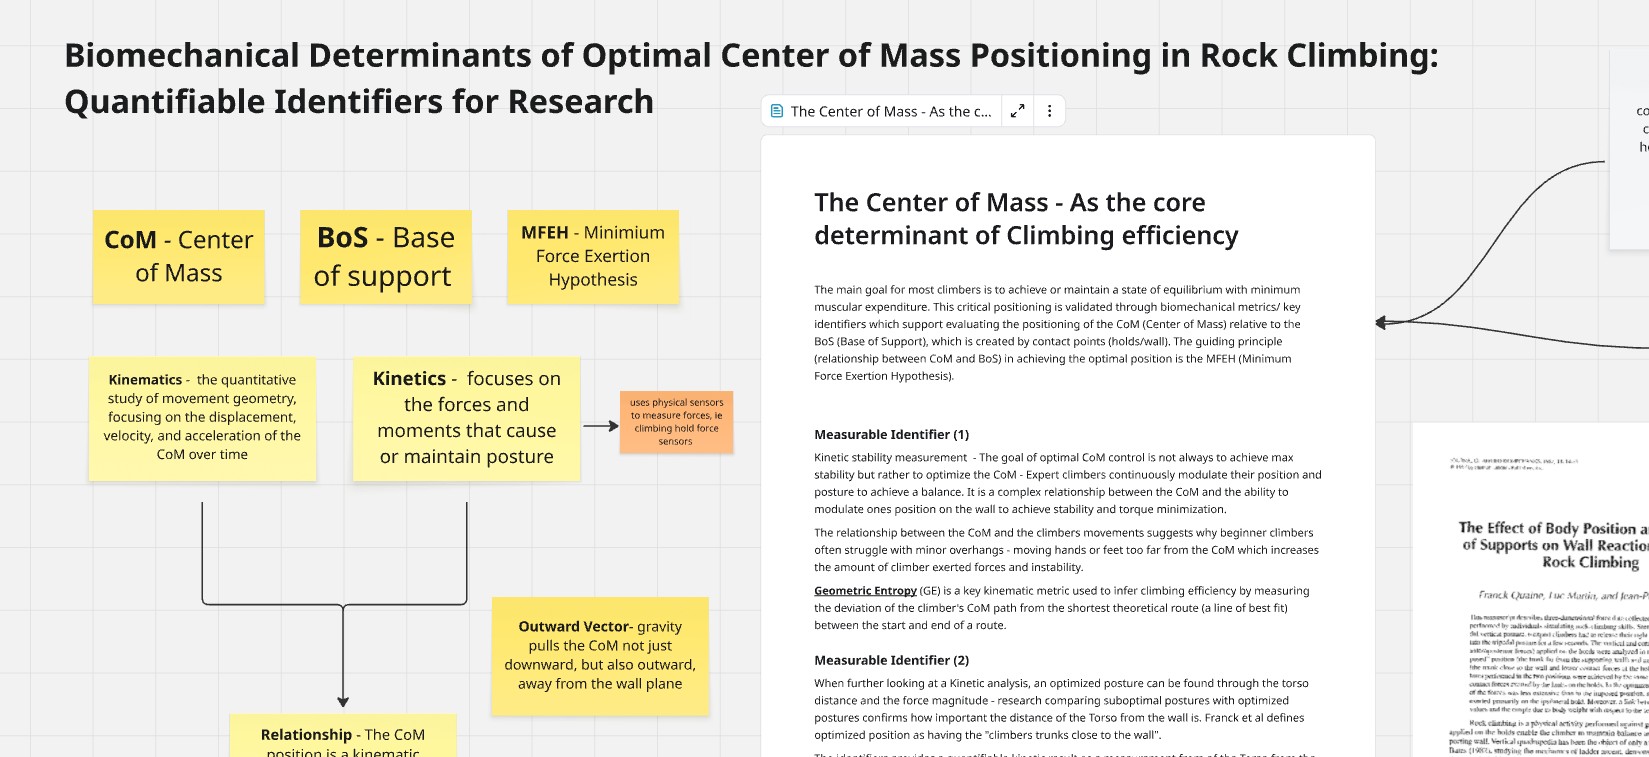 Biomechanical Determinants of Optimal Center of Mass Positioning in Rock Climbing:
Quantifiable Identifiers for Research
CoM - Center
of Mass
BoS - Base
of support
MFEH - Minimium
Force Exertion
Hypothesis
Kinematics -  the quantitative
study of movement geometry,
focusing on the displacement,
velocity, and acceleration of the
CoM over time
Kinetics -  focuses on
the forces and
moments that cause
or maintain posture
uses physical sensors
to measure forces, ie
climbing hold force
sensors
Outward Vector- gravity
pulls the CoM not just
downward, but also outward,
away from the wall plane
Relationship - The CoM
position is a kinematic
The Center of Mass - As the c...
The Center of Mass - As the core
determinant of Climbing efficiency
The main goal for most climbers is to achieve or maintain a state of equilibrium with minimum
muscular expenditure. This critical positioning is validated through biomechanical metrics/ key
identifiers which support evaluating the positioning of the CoM (Center of Mass) relative to the
BoS (Base of Support), which is created by contact points (holds/wall). The guiding principle
(relationship between CoM and BoS) in achieving the optimal position is the MFEH (Minimum
Force Exertion Hypothesis).
Measurable Identifier (1)
Kinetic stability measurement  - The goal of optimal CoM control is not always to achieve max
stability but rather to optimize the CoM - Expert climbers continuously modulate their position and
posture to achieve a balance. It is a complex relationship between the CoM and the ability to
modulate ones position on the wall to achieve stability and torque minimization.
The relationship between the CoM and the climbers movements suggests why beginner climbers
often struggle with minor overhangs - moving hands or feet too far from the CoM which increases
the amount of climber exerted forces and instability.
Geometric Entropy (GE) is a key kinematic metric used to infer climbing efficiency by measuring
the deviation of the climber's CoM path from the shortest theoretical route (a line of best fit)
between the start and end of a route.
Measurable Identifier (2)
When further looking at a Kinetic analysis, an optimized posture can be found through the torso
distance and the force magnitude - research comparing suboptimal postures with optimized
postures confirms how important the distance of the Torso from the wall is. Franck et al defines
optimized position as having the "climbers trunks close to the wall".
The Effect of Body Position a
of Supports on Wall Reactio
Rock Climbing
Franck Quaine, Luc Martin, and Jean-P